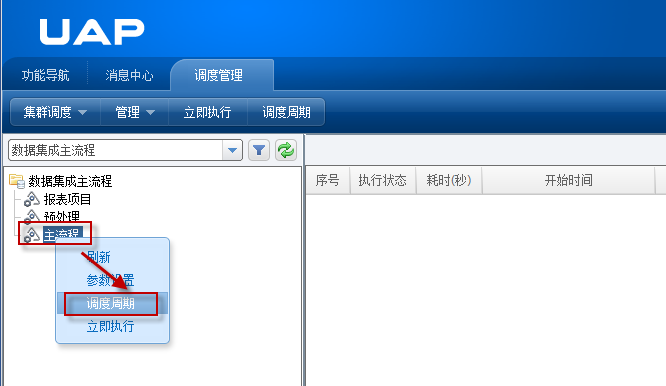 UAP
功能导航 消息中心 调度管理
集群调度 管理 立即执行 调度周期
数据集成主流程
数据集成主流程
报表项目
预处理
主流程
刷新
参数设置
调度周期
立即执行
序号 执行状态 耗时(秒) 开始时间